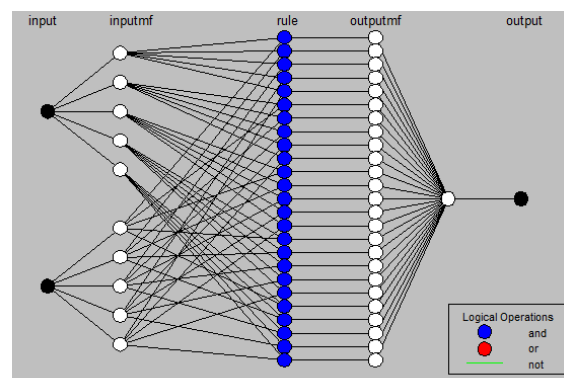 input inputmf rule outputmf output
Logical Operations
and
or
not